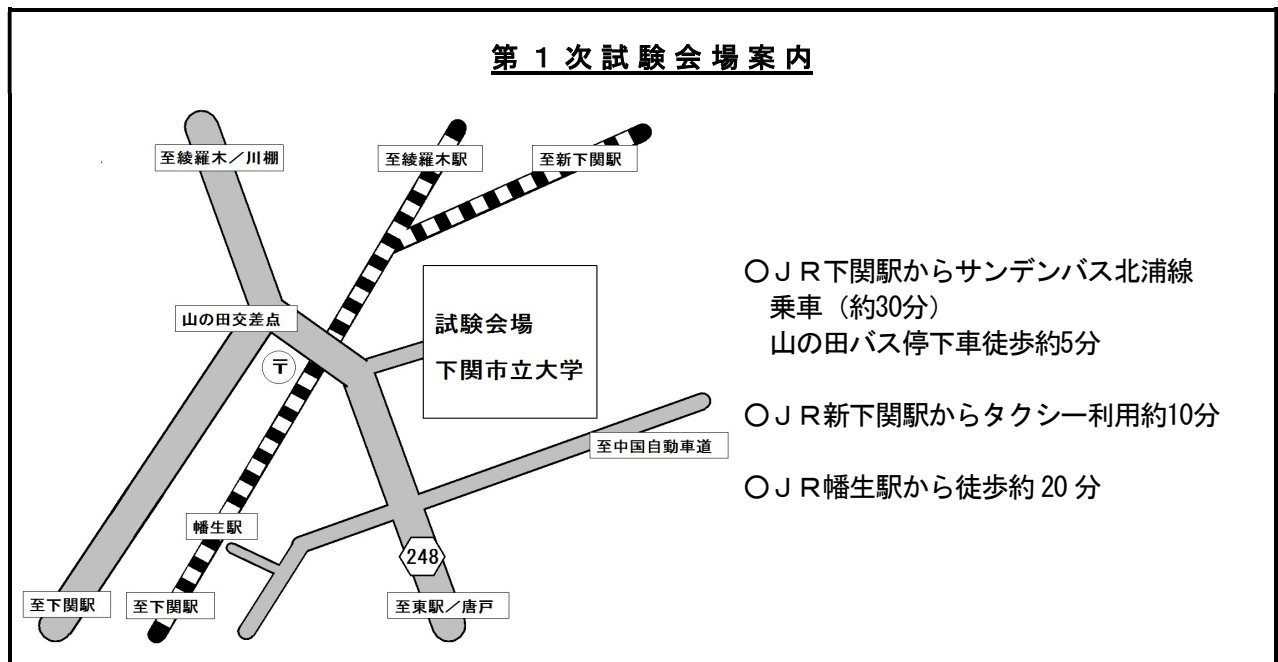 第１次試験会場案内
至綾羅木／川棚
至綾羅木駅
至新下関駅
山の田交差点
〒
試験会場
下関市立大学
至中国自動車道
幡生駅
248
至下関駅
至下関駅
至東駅／唐戸
〇ＪＲ下関駅からサンデンバス北浦線
乗車（約30分）
山の田バス停下車徒歩約5分
〇ＪＲ新下関駅からタクシー利用約10分
〇ＪＲ幡生駅から徒歩約 20 分